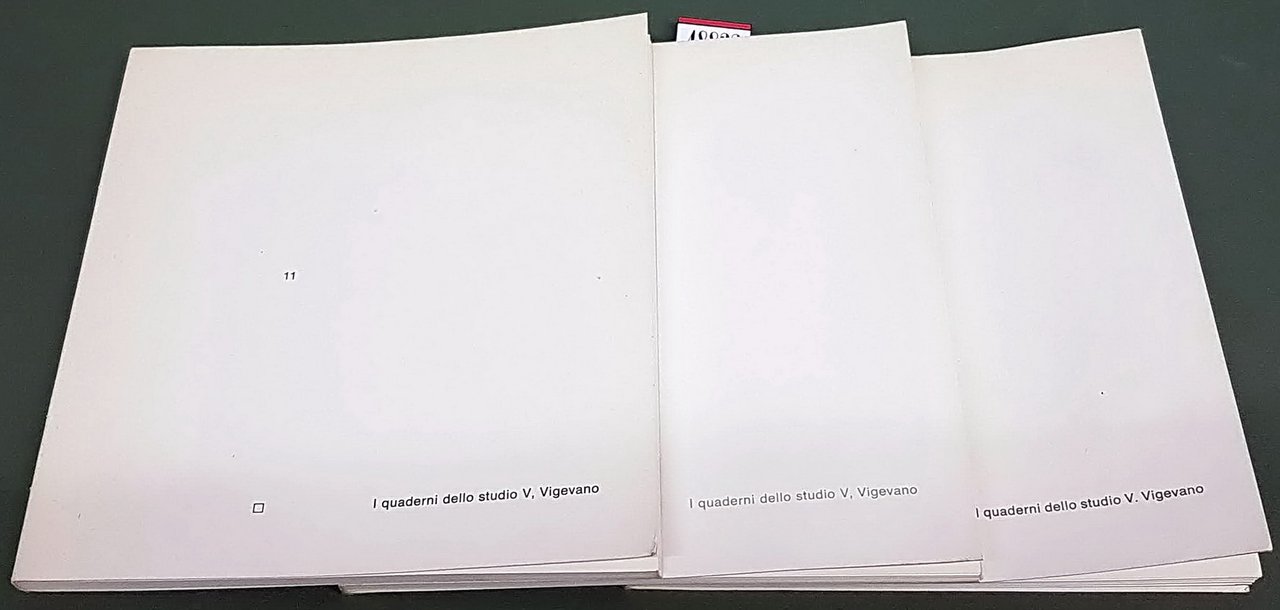 11
I quaderni dello studio V, Vigevano
I quaderni dello studio V, Vigevano
I quaderni dello studio V. Vigevano